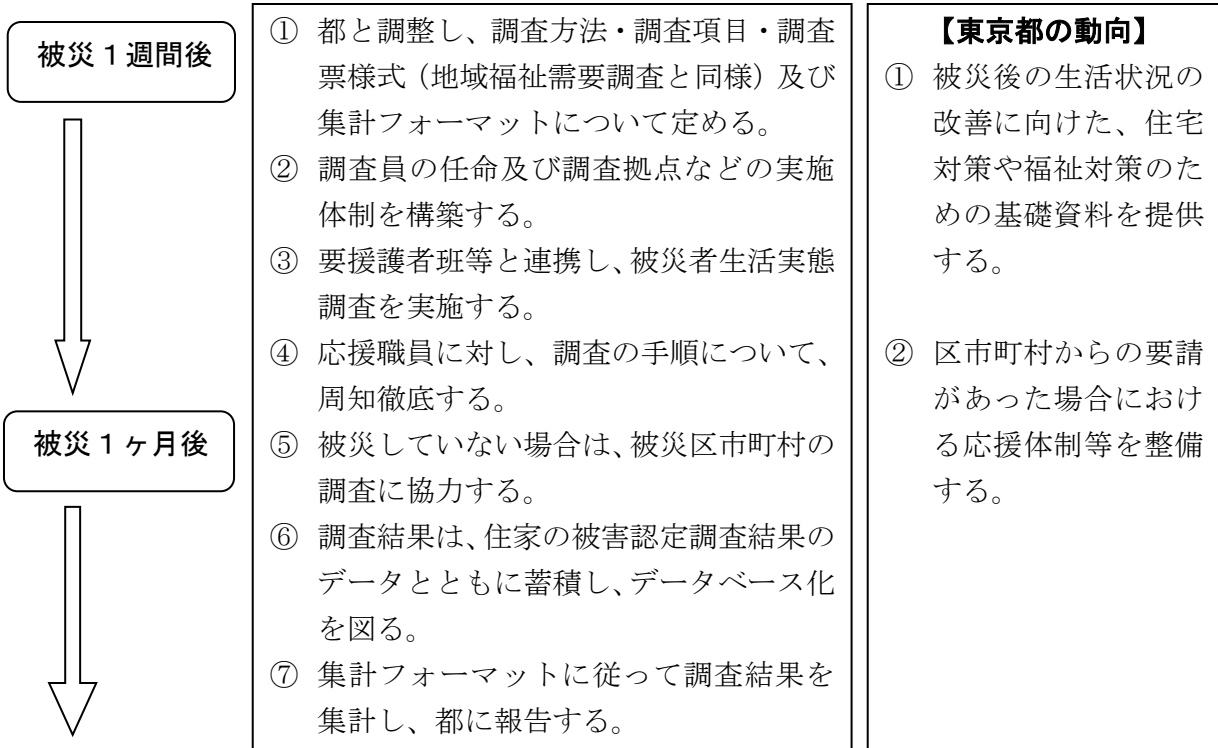 被災１週間後
被災１ヶ月後
① 都と調整し、調査方法・調査項目・調査
票様式（地域福祉需要調査と同様）及び
集計フォーマットについて定める。
② 調査員の任命及び調査拠点などの実施
体制を構築する。
③ 要援護者班等と連携し、被災者生活実態
調査を実施する。
④ 応援職員に対し、調査の手順について、
周知徹底する。
⑤ 被災していない場合は、被災区市町村の
調査に協力する。
⑥ 調査結果は、住家の被害認定調査結果の
データとともに蓄積し、データベース化
を図る。
⑦ 集計フォーマットに従って調査結果を
集計し、都に報告する。
【東京都の動向】
① 被災後の生活状況の
改善に向けた、住宅
対策や福祉対策のた
めの基礎資料を提供
する。
② 区市町村からの要請
があった場合におけ
る応援体制等を整備
する。